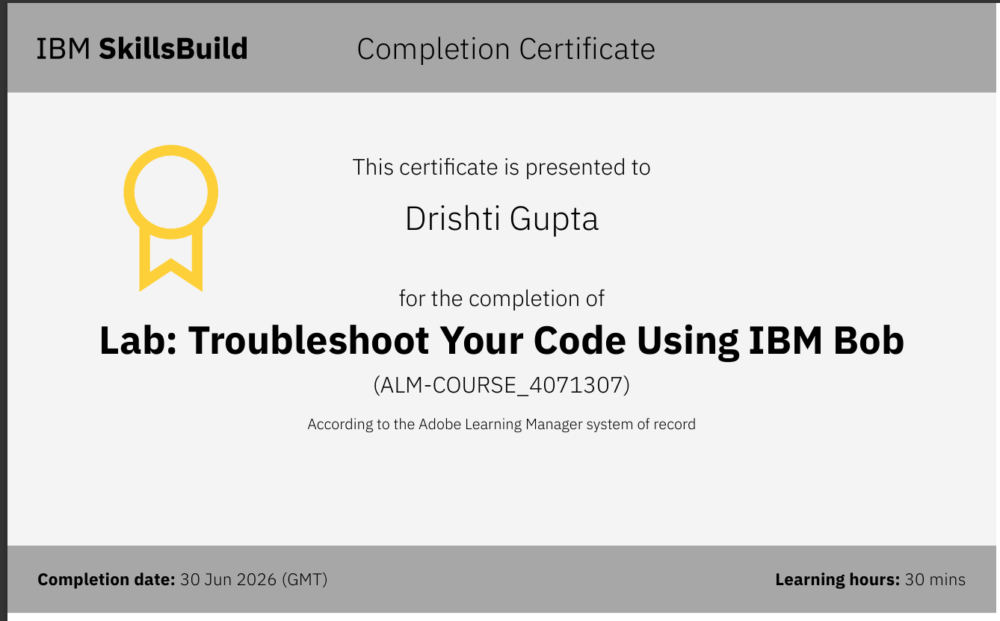 IBM SkillsBuild
Completion Certificate
This certificate is presented to
Drishti Gupta
for the completion of
Lab: Troubleshoot Your Code Using IBM Bob
(ALM-COURSE_4071307)
According to the Adobe Learning Manager system of record
Completion date: 30 Jun 2026 (GMT)
Learning hours: 30 mins